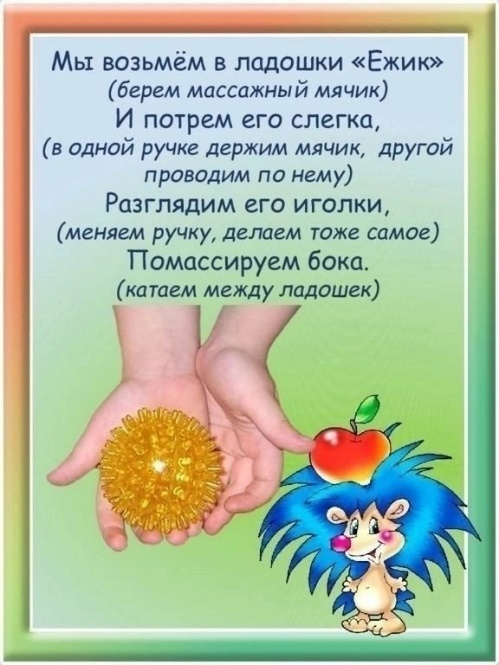 Мы возьмём в ладошки «Ежик»
(берем массажный мячик)
И потрем его слегка,
(в одной ручке держим мячик, другой
проводим по нему)
Разглядим его иголки,
(меняем ручку, делаем тоже самое)
Помассируем бока.
(катаем между ладошек)